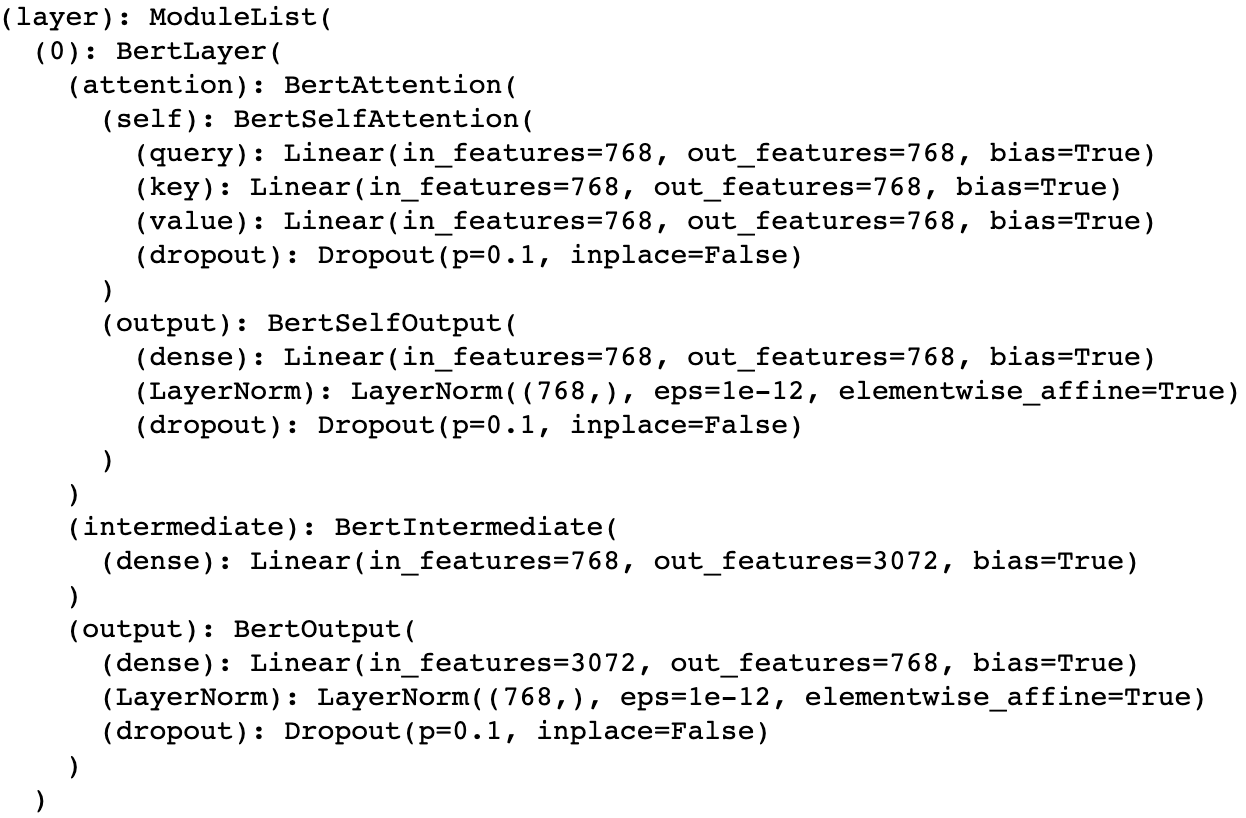 (layer): ModuleList(
  (0): BertLayer(
    (attention): BertAttention(
      (self): BertSelfAttention(
        (query): Linear(in_features=768, out_features=768, bias=True)
        (key): Linear(in_features=768, out_features=768, bias=True)
        (value): Linear(in_features=768, out_features=768, bias=True)
        (dropout): Dropout(p=0.1, inplace=False)
      )
      (output): BertSelfOutput(
        (dense): Linear(in_features=768, out_features=768, bias=True)
        (LayerNorm): LayerNorm((768,), eps=1e-12, elementwise_affine=True)
        (dropout): Dropout(p=0.1, inplace=False)
      )
    )
    (intermediate): BertIntermediate(
      (dense): Linear(in_features=768, out_features=3072, bias=True)
    )
    (output): BertOutput(
      (dense): Linear(in_features=3072, out_features=768, bias=True)
      (LayerNorm): LayerNorm((768,), eps=1e-12, elementwise_affine=True)
      (dropout): Dropout(p=0.1, inplace=False)
    )
  )